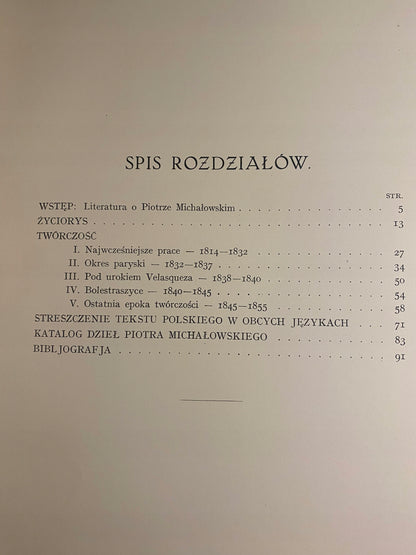 SPIS ROZDZIAŁÓW.
STR.
WSTĘP: Literatura o Piotrze Michałowskim . . . . . . . . . . . . 5
ŻYCIORYS . . . . . . . . . . . . . . . . . . . . . . . . 13
TWÓRCZOŚĆ
I. Najwcześniejsze prace — 1814—1832 . . . . . . . . . . . 27
II. Okres paryski — 1832—1837 . . . . . . . . . . . . . 34
III. Pod urokiem Velasqueza — 1838—1840 . . . . . . . . . . 50
IV. Bolestraszyce — 1840—1845 . . . . . . . . . . . . . 54
V. Ostatnia epoka twórczości — 1845—1855 . . . . . . . . . 58
STRESZCZENIE TEKSTU POLSKIEGO W OBCYCH JĘZYKACH . . . . 71
KATALOG DZIEŁ PIOTRA MICHAŁOWSKIEGO . . . . . . . . 83
BIBLJOGRAFJA . . . . . . . . . . . . . . . . . . . . . . 91